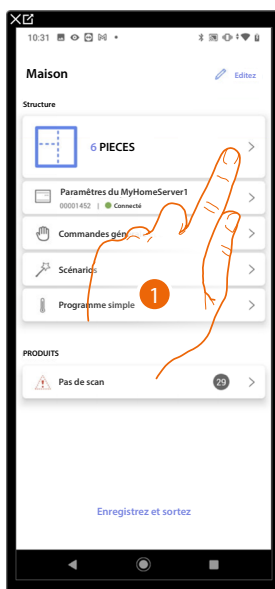 10:31
Maison
Editez
Structure
6 PIECES
Paramètres du MyHomeServer1
00001452 | Connecté
Commandes gén
Scénarios
Programme simple
1
PRODUITS
Pas de scan
29
Enregistrez et sortez